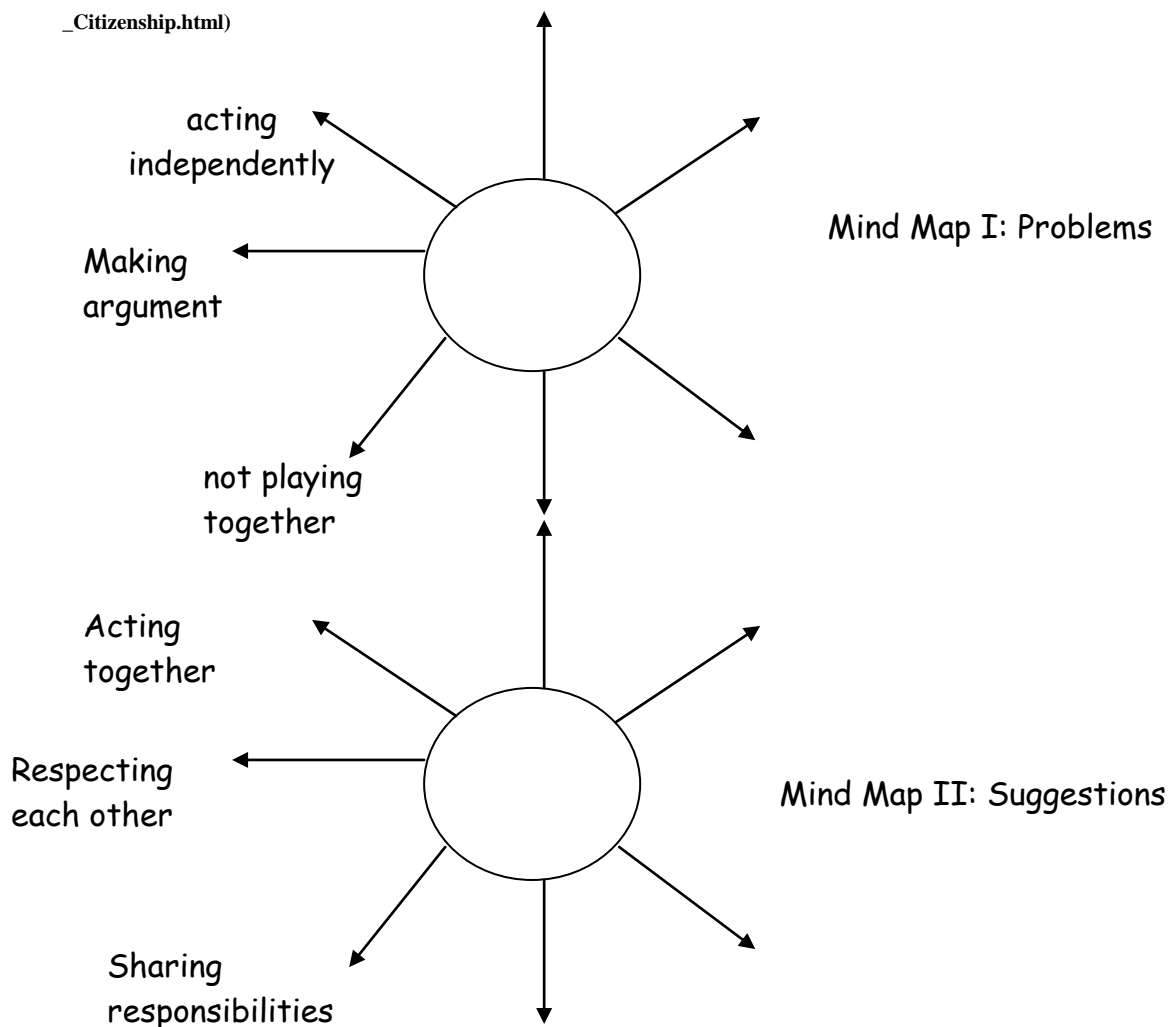 _Citizenship.html)
acting
independently
Mind Map I: Problems
Making
argument
not playing
together
Acting
together
Respecting
each other
Mind Map II: Suggestions
Sharing
responsibilities